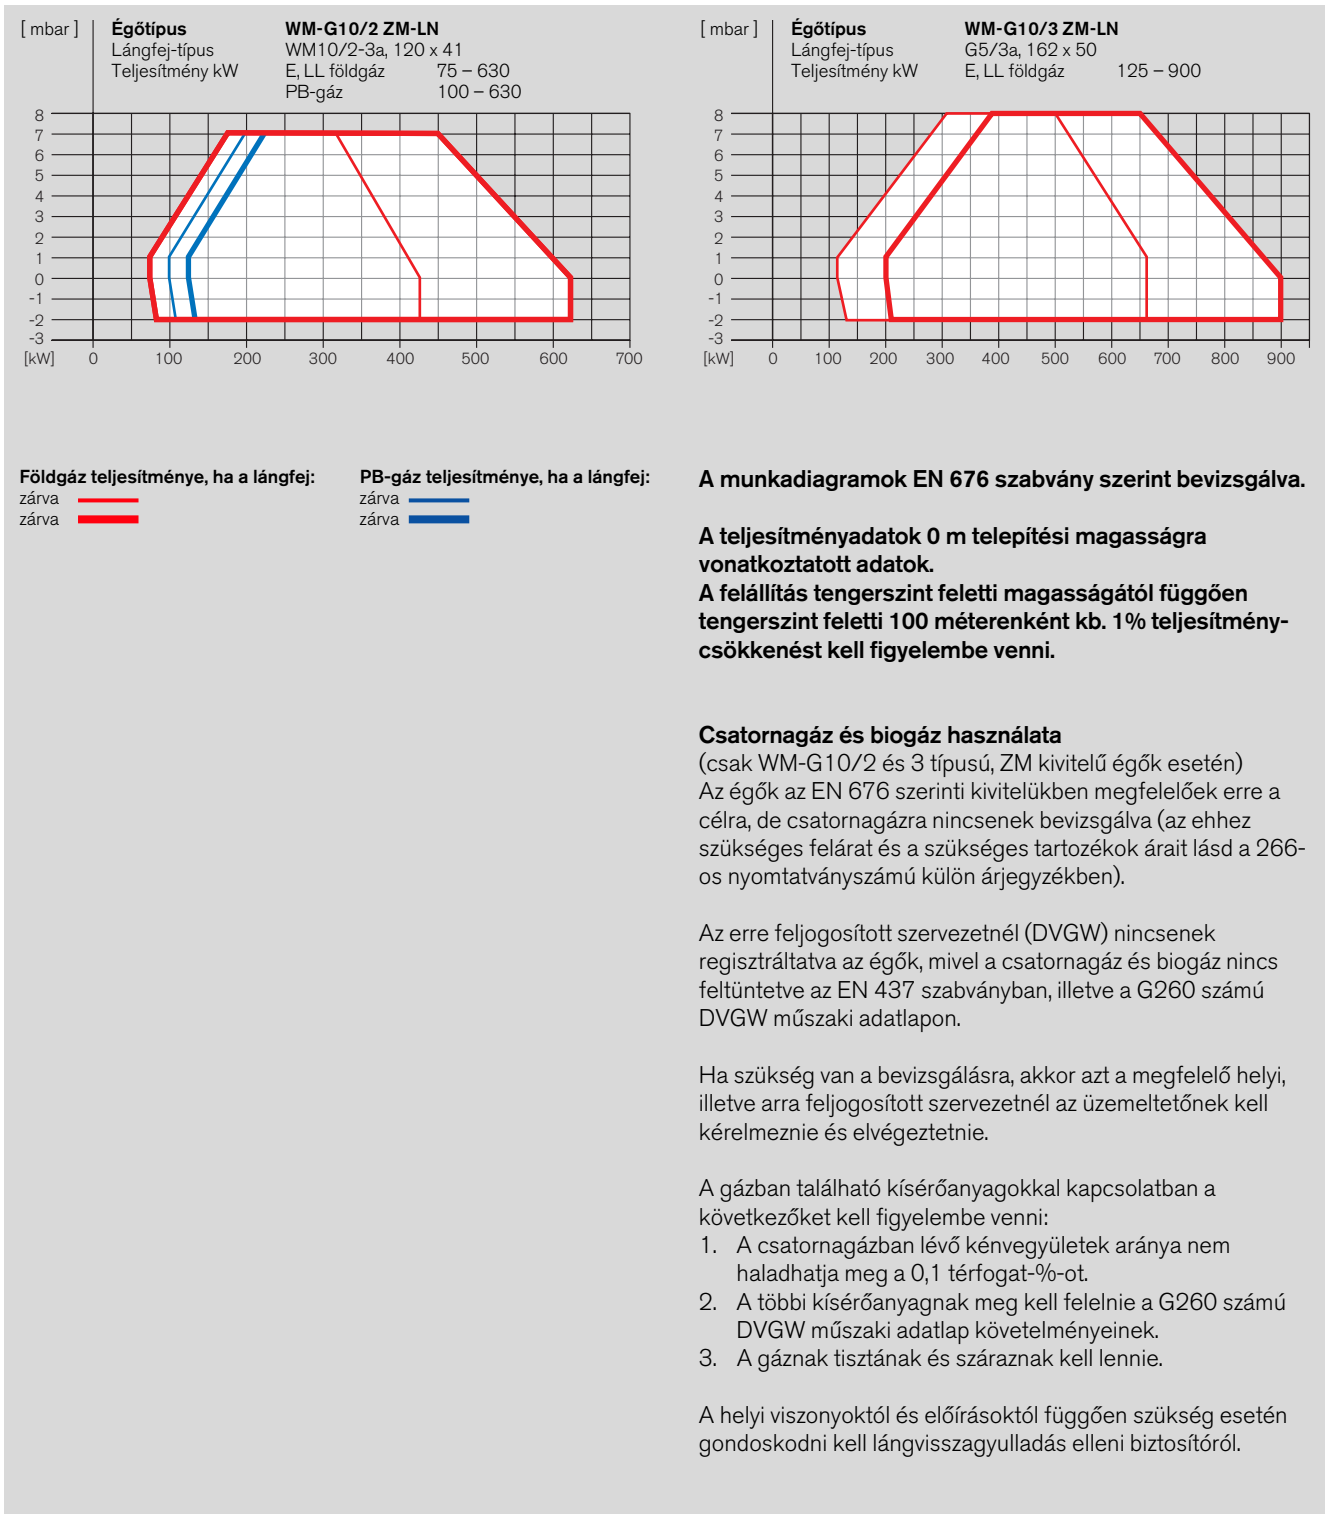 [ mbar ]
Égőtípus WM-G10/2 ZM-LN
Lángfej-típus WM10/2-3a, 120 x 41
Teljesítmény kW E, LL földgáz 75 – 630
PB-gáz 100 – 630
8
7
6
5
4
3
2
1
0
-1
-2
-3
[kW] 0 100 200 300 400 500 600 700
[ mbar ]
Égőtípus WM-G10/3 ZM-LN
Lángfej-típus G5/3a, 162 x 50
Teljesítmény kW E, LL földgáz 125 – 900
8
7
6
5
4
3
2
1
0
-1
-2
-3
[kW] 0 100 200 300 400 500 600 700 800 900
Földgáz teljesítménye, ha a lángfej:
zárva
zárva
PB-gáz teljesítménye, ha a lángfej:
zárva
zárva
A munkadiagramok EN 676 szabvány szerint bevizsgálva.
A teljesítményadatok 0 m telepítési magasságra
vonatkoztatott adatok.
A felállítás tengerszint feletti magasságától függően
tengerszint feletti 100 méterenként kb. 1% teljesítmény-
csökkenést kell figyelembe venni.
Csatornagáz és biogáz használata
(csak WM-G10/2 és 3 típusú, ZM kivitelű égők esetén)
Az égők az EN 676 szerinti kivitelükben megfelelőek erre a
célra, de csatornagázra nincsenek bevizsgálva (az ehhez
szükséges felárat és a szükséges tartozékok árait lásd a 266-
os nyomtatványszámú külön árjegyzékben).
Az erre feljogosított szervezetnél (DVGW) nincsenek
regisztráltatva az égők, mivel a csatornagáz és biogáz nincs
feltüntetve az EN 437 szabványban, illetve a G260 számú
DVGW műszaki adatlapon.
Ha szükség van a bevizsgálásra, akkor azt a megfelelő helyi,
illetve arra feljogosított szervezetnél az üzemeltetőnek kell
kérelmeznie és elvégeztetnie.
A gázban található kísérőanyagokkal kapcsolatban a
következőket kell figyelembe venni:
1. A csatornagázban lévő kénvegyületek aránya nem
haladhatja meg a 0,1 térfogat-%-ot.
2. A többi kísérőanyagnak meg kell felelnie a G260 számú
DVGW műszaki adatlap követelményeinek.
3. A gáznak tisztának és száraznak kell lennie.
A helyi viszonyoktól és előírásoktól függően szükség esetén
gondoskodni kell lángvisszagyulladás elleni biztosítóról.